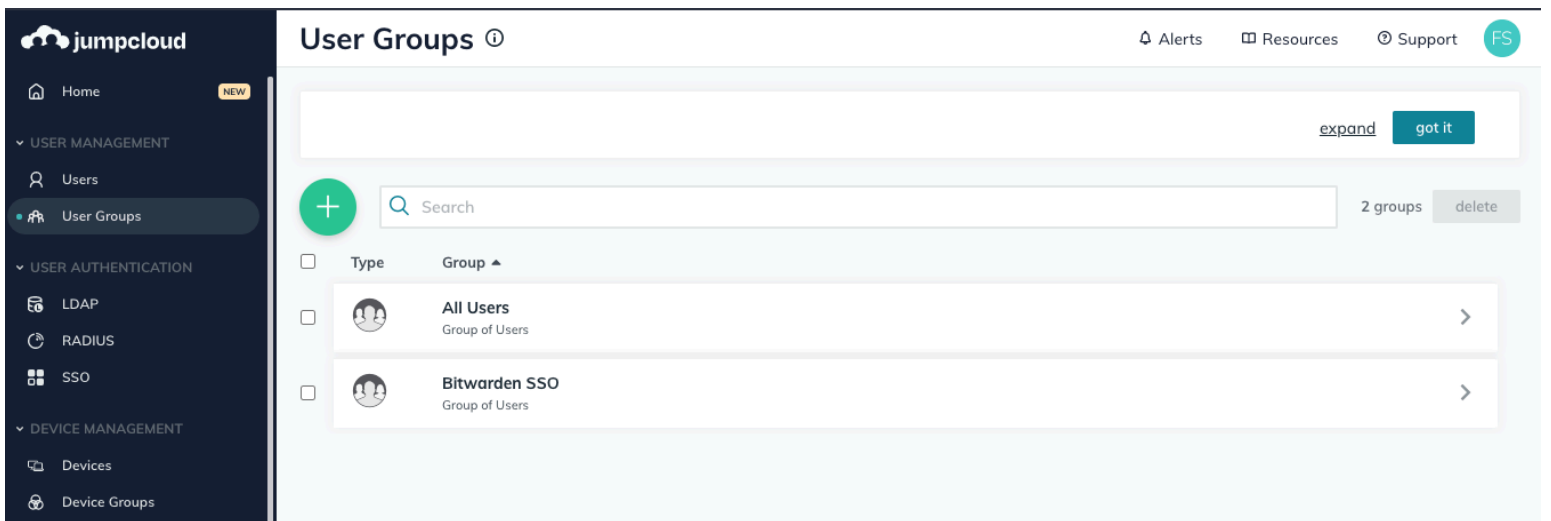 jumpcloud
Home NEW
USER MANAGEMENT
Users
User Groups
USER AUTHENTICATION
LDAP
RADIUS
SSO
DEVICE MANAGEMENT
Devices
Device Groups
User Groups
Alerts Resources Support FS
expand got it
Search 2 groups delete
Type Group
All Users
Group of Users
Bitwarden SSO
Group of Users